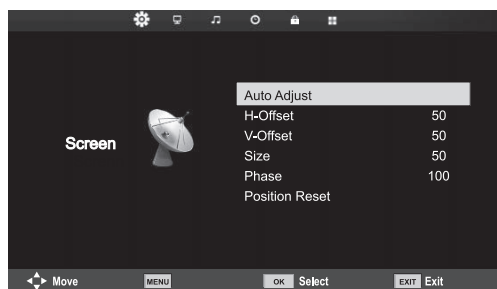 Screen
Auto Adjust
H-Offset 50
V-Offset 50
Size 50
Phase 100
Position Reset
Move MENU OK Select EXIT Exit